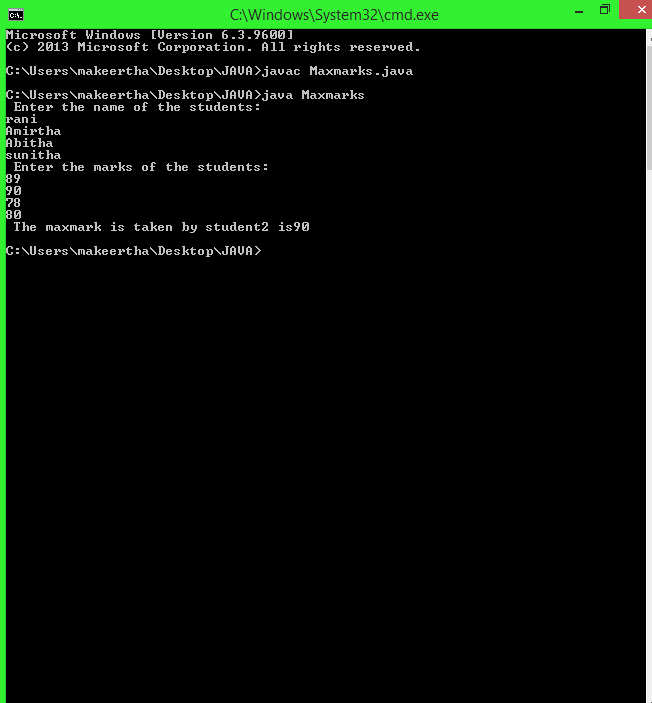 C:\Windows\System32\cmd.exe
Microsoft Windows [Version 6.3.9600]
(c) 2013 Microsoft Corporation. All rights reserved.
C:\Users\makeertha\Desktop\JAVA>javac Maxmarks.java
C:\Users\makeertha\Desktop\JAVA>java Maxmarks
Enter the name of the students:
rani
Amirtha
Abitha
sunitha
Enter the marks of the students:
89
90
78
80
The maxmark is taken by student2 is90
C:\Users\makeertha\Desktop\JAVA>